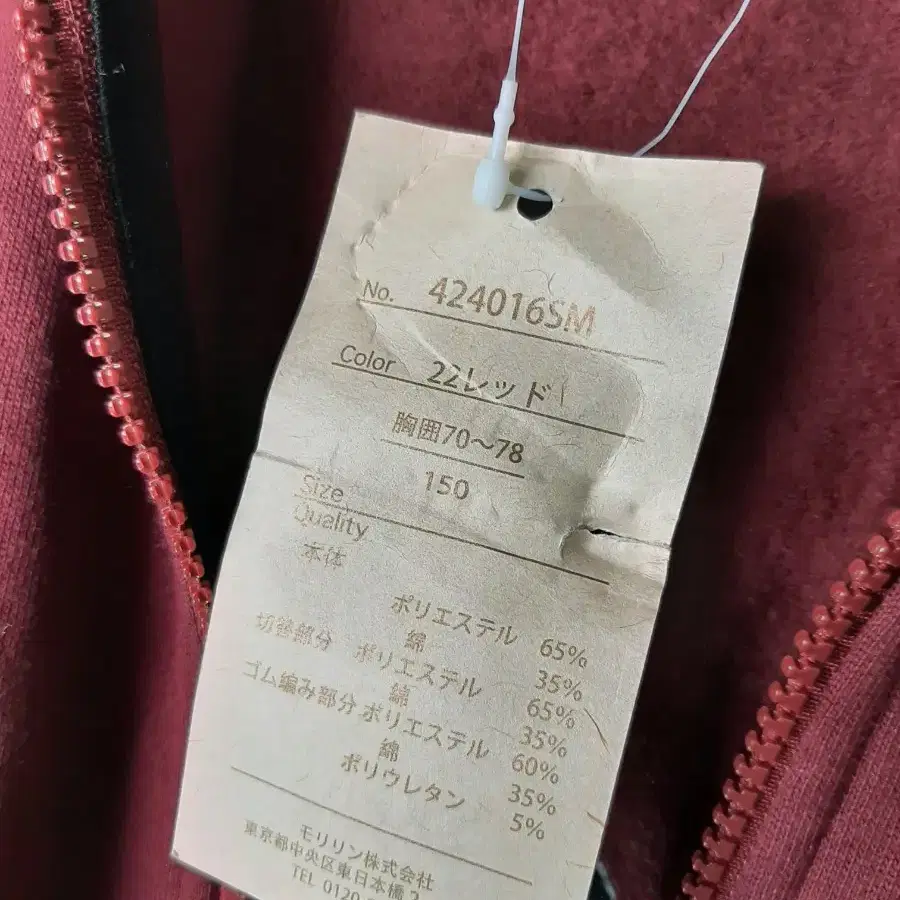 No. 424016SM
Color 22レッド
胸囲70～78
Size 150
Quality
本体 ポリエステル 65%
綿 35%
切替部分 ポリエステル 65%
綿 35%
ゴム編み部分 ポリエステル 60%
綿 35%
ポリウレタン 5%
モリリン株式会社
東京都中央区東日本橋2
TEL 0120